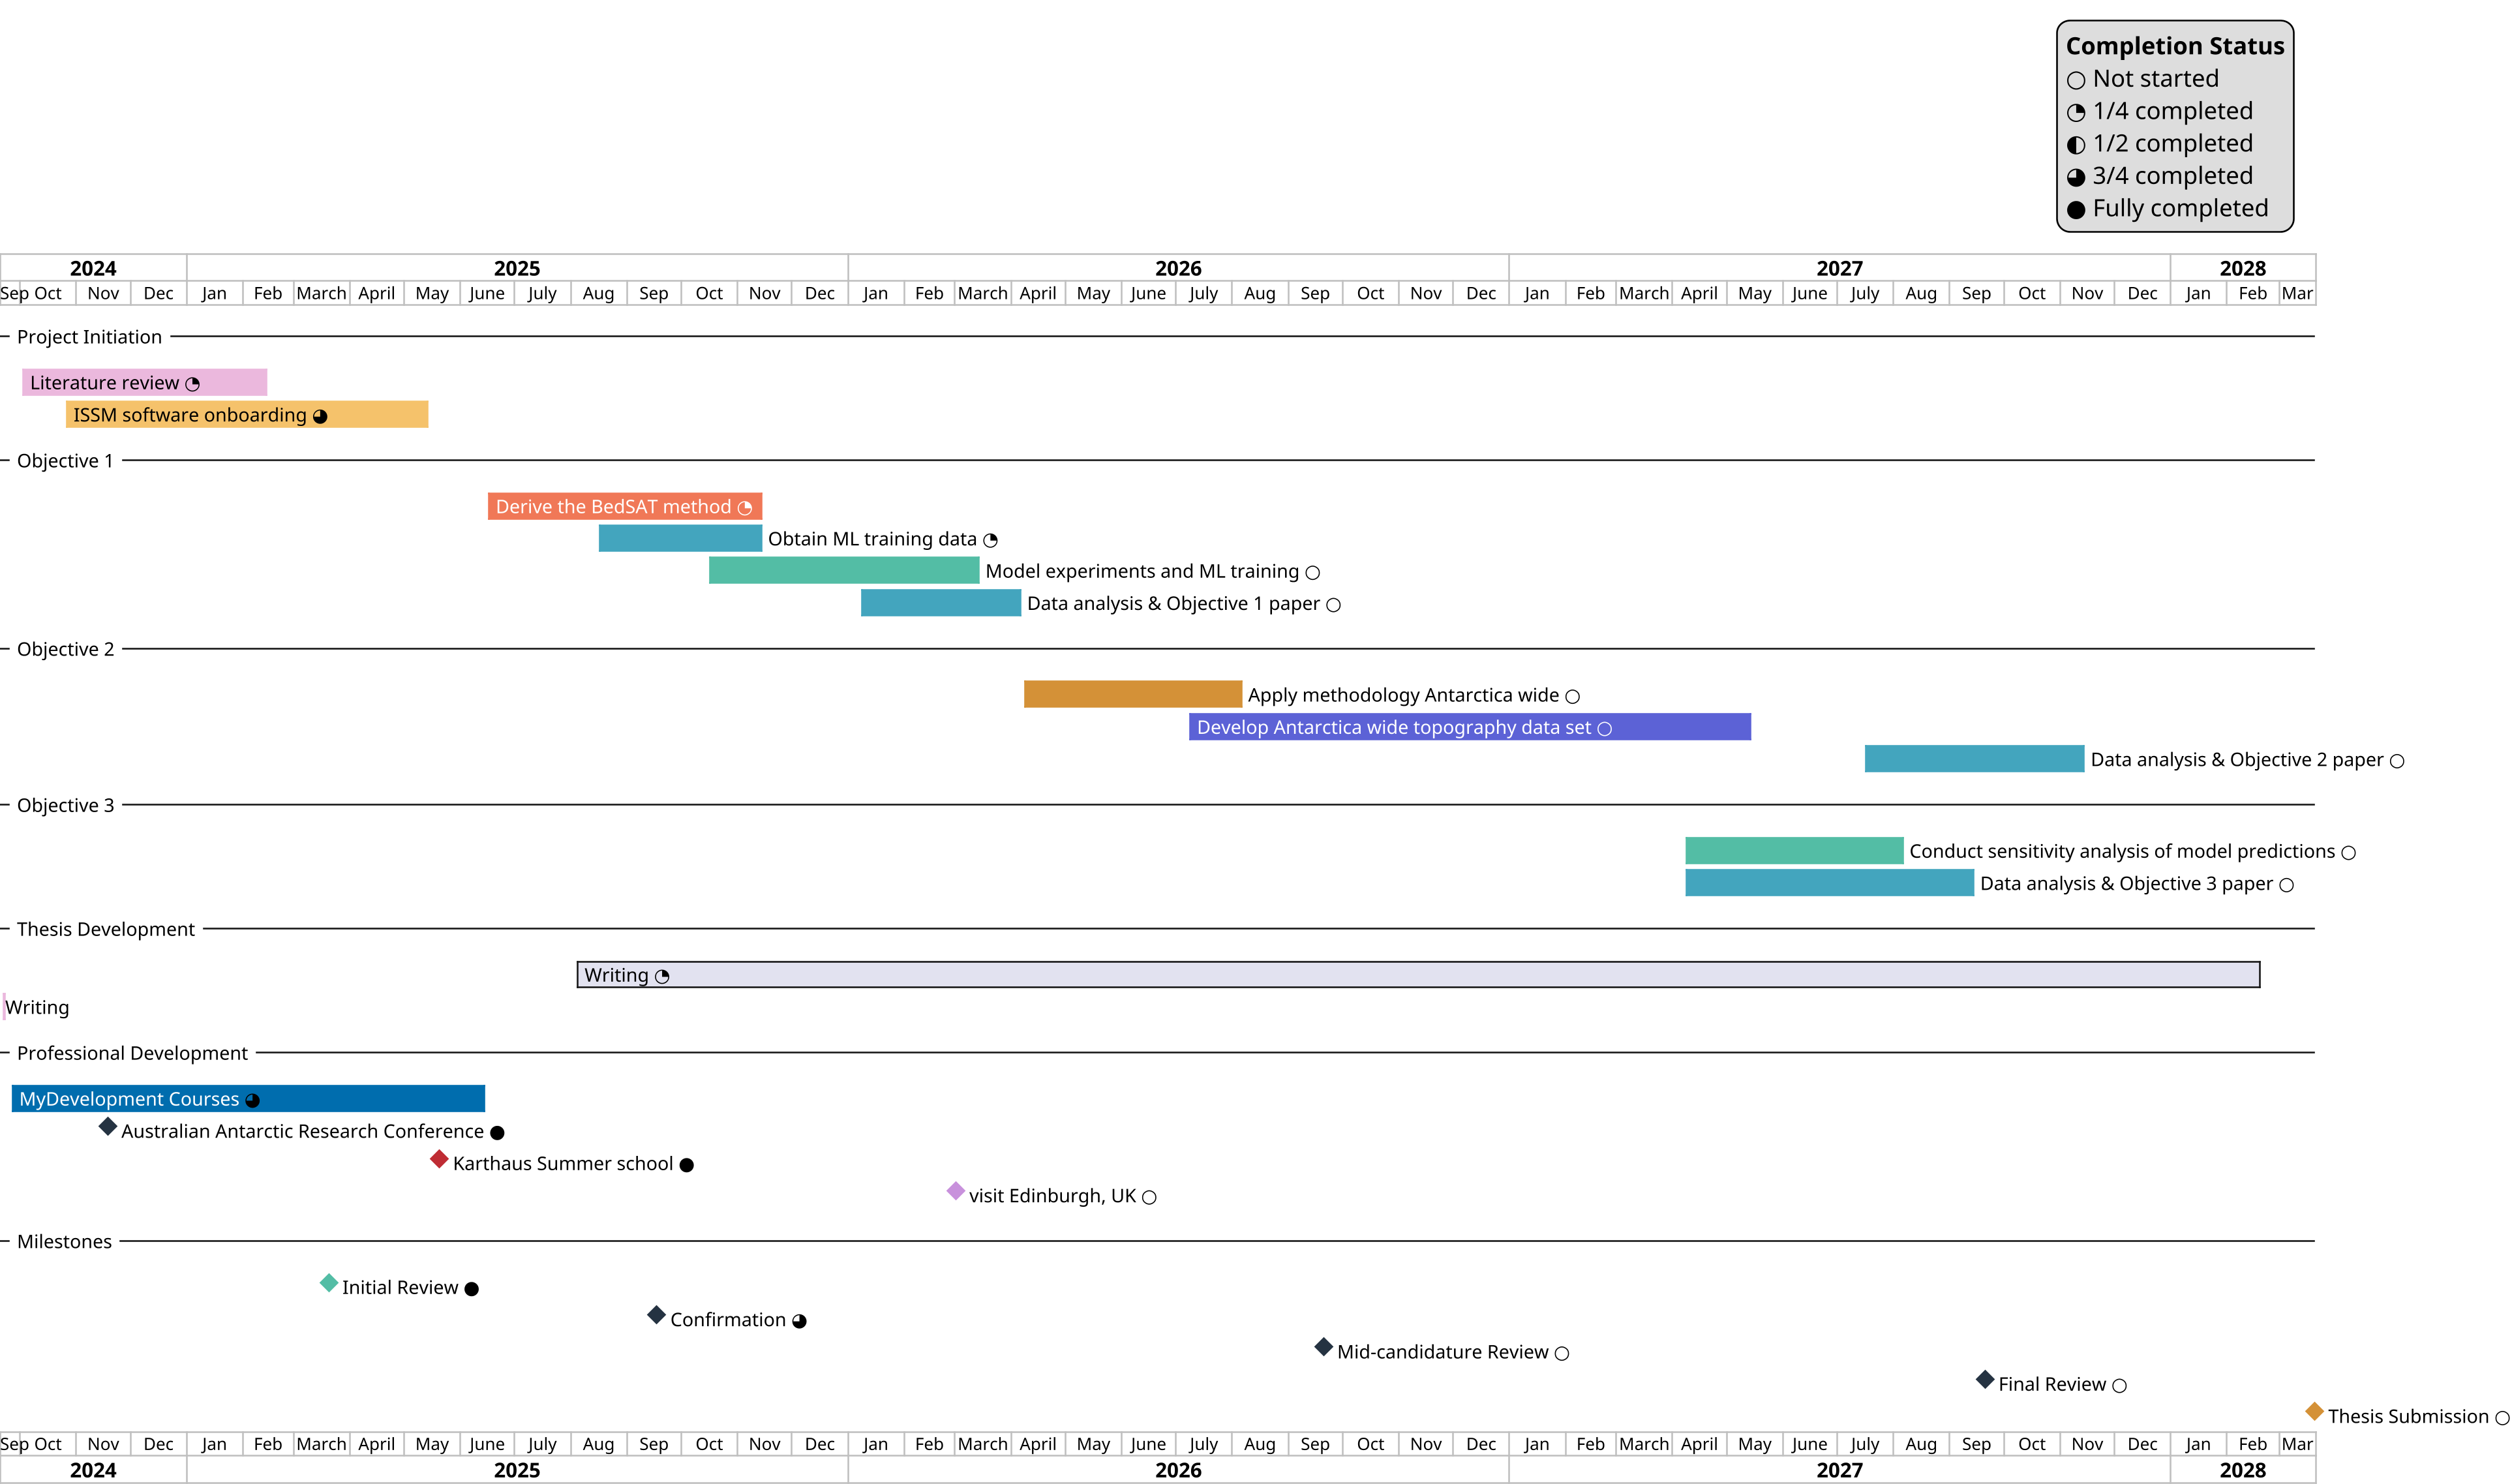 Completion Status
○ Not started
◔ 1/4 completed
◐ 1/2 completed
◕ 3/4 completed
● Fully completed
2024 2025 2026 2027 2028
Sep Oct Nov Dec Jan Feb March April May June July Aug Sep Oct Nov Dec Jan Feb March April May June July Aug Sep Oct Nov Dec Jan Feb March April May June July Aug Sep Oct Nov Dec Jan Feb Mar
Project Initiation
Literature review ◔
ISSM software onboarding ◕
Objective 1
Derive the BedSAT method ◔
Obtain ML training data ◔
Model experiments and ML training ○
Data analysis & Objective 1 paper ○
Objective 2
Apply methodology Antarctica wide ○
Develop Antarctica wide topography data set ○
Data analysis & Objective 2 paper ○
Objective 3
Conduct sensitivity analysis of model predictions ○
Data analysis & Objective 3 paper ○
Thesis Development
Writing ◔
Writing
Professional Development
MyDevelopment Courses ◕
Australian Antarctic Research Conference ●
Karthaus Summer school ●
visit Edinburgh, UK ○
Milestones
Initial Review ●
Confirmation ◕
Mid-candidature Review ○
Final Review ○
Thesis Submission ○
Sep Oct Nov Dec Jan Feb March April May June July Aug Sep Oct Nov Dec Jan Feb March April May June July Aug Sep Oct Nov Dec Jan Feb March April May June July Aug Sep Oct Nov Dec Jan Feb Mar
2024 2025 2026 2027 2028